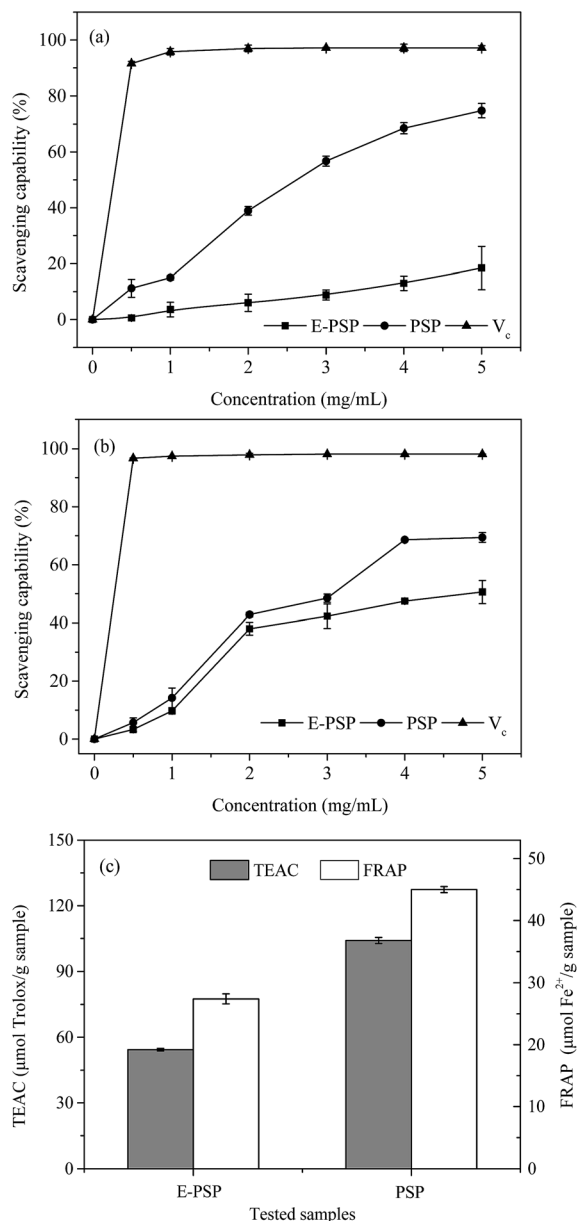 (a)
100
80
60
40
20
0
Scavenging capability (%)
E-PSP PSP Vc
0 1 2 3 4 5
Concentration (mg/mL)
(b)
100
80
60
40
20
0
Scavenging capability (%)
E-PSP PSP Vc
0 1 2 3 4 5
Concentration (mg/mL)
(c)
TEAC FRAP
150
120
90
60
30
0
TEAC (μmol Trolox/g sample)
50
40
30
20
10
0
FRAP (μmol Fe²⁺/g sample)
E-PSP PSP
Tested samples